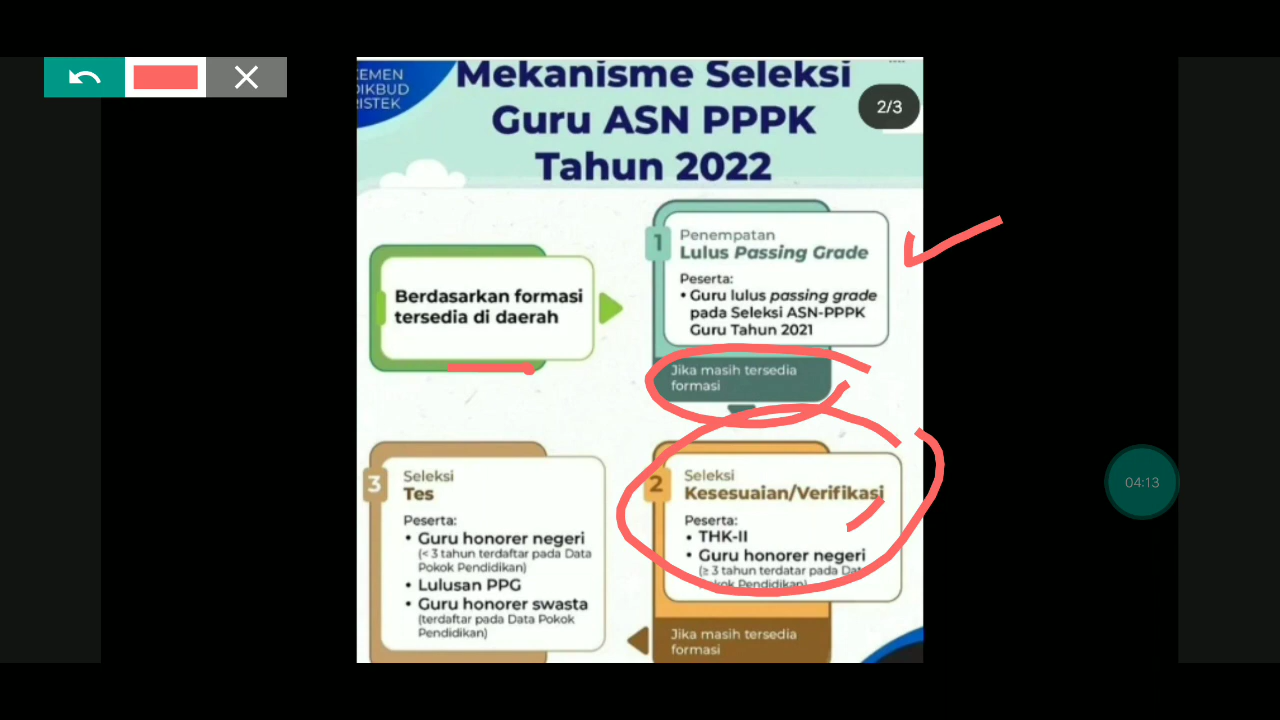 KEMEN
DIKBUD
RISTEK
Mekanisme Seleksi
Guru ASN PPPK
Tahun 2022
2/3
Berdasarkan formasi
tersedia di daerah
1
Penempatan
Lulus Passing Grade
Peserta:
• Guru lulus passing grade
pada Seleksi ASN-PPPK
Guru Tahun 2021
Jika masih tersedia
formasi
2
Seleksi
Kesesuaian/Verifikasi
Peserta:
• THK-II
• Guru honorer negeri
(≥ 3 tahun terdatar pada Data
Pokok Pendidikan)
Jika masih tersedia
formasi
3
Seleksi
Tes
Peserta:
• Guru honorer negeri
(< 3 tahun terdaftar pada Data
Pokok Pendidikan)
• Lulusan PPG
• Guru honorer swasta
(terdaftar pada Data Pokok
Pendidikan)
04:13